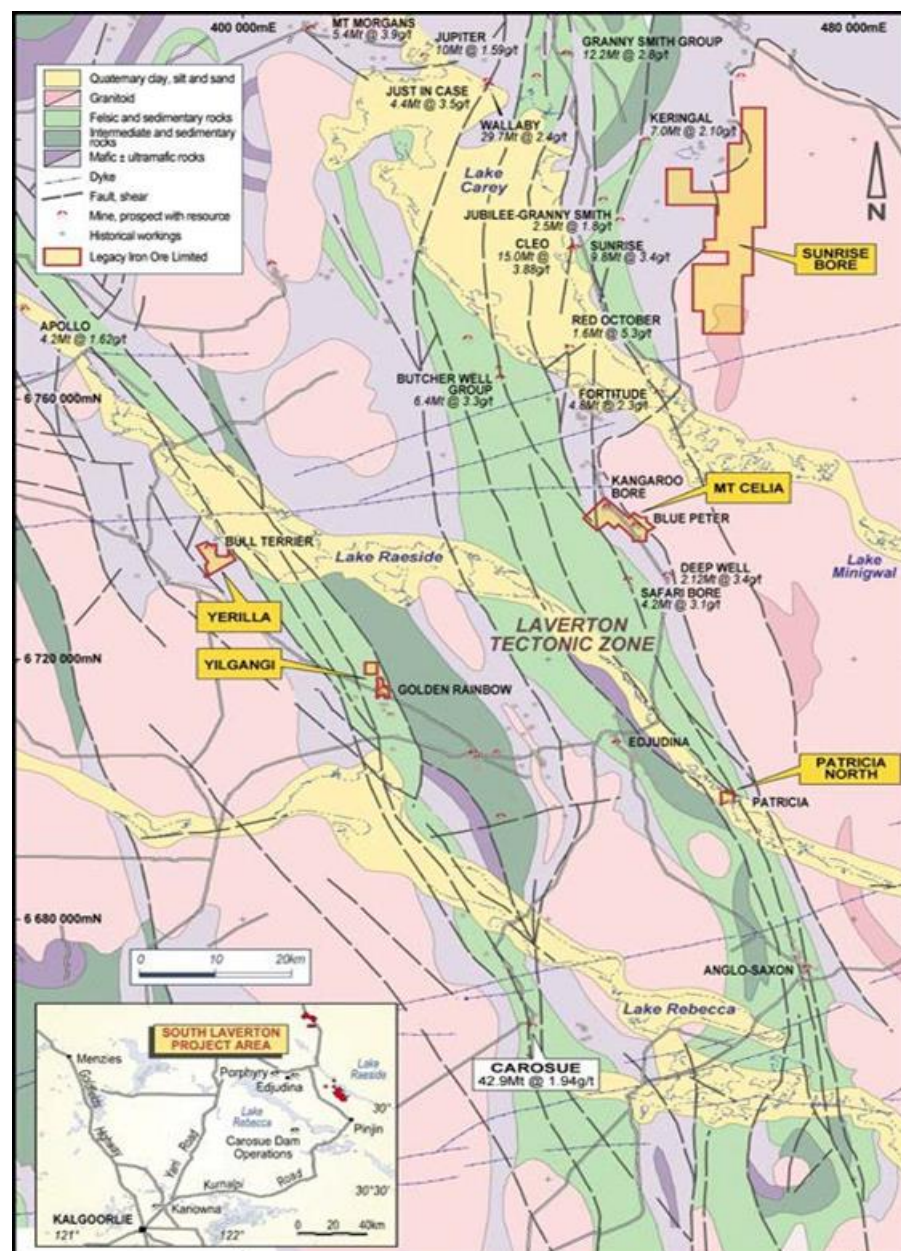 400 000mE
480 000mE
MT MORGANS
5.4Mt @ 3.9g/t
JUPITER
10Mt @ 1.59g/t
GRANNY SMITH GROUP
12.2Mt @ 2.8g/t
Quaternary clay, silt and sand
Granitoid
Felsic and sedimentary rocks
Intermediate and sedimentary
rocks
Mafic ± ultramafic rocks
Dyke
Fault, shear
Mine, prospect with resource
Historical workings
Legacy Iron Ore Limited
JUST IN CASE
4.4Mt @ 3.5g/t
WALLABY
29.7Mt @ 2.4g/t
KERINGAL
7.0Mt @ 2.10g/t
Lake
Carey
N
JUBILEE-GRANNY SMITH
2.5Mt @ 1.8g/t
CLEO
15.0Mt @
3.88g/t
SUNRISE
9.8Mt @ 3.4g/t
SUNRISE
BORE
APOLLO
4.2Mt @ 1.62g/t
RED OCTOBER
1.6Mt @ 5.3g/t
BUTCHER WELL
GROUP
6.4Mt @ 3.3g/t
FORTITUDE
4.8Mt @ 2.3g/t
6 760 000mN
KANGAROO
BORE
MT CELIA
BLUE PETER
BULL TERRIER
Lake Raeside
Lake
Minigwal
DEEP WELL
2.12Mt @ 3.4g/t
SAFARI BORE
4.2Mt @ 3.1g/t
YERILLA
LAVERTON
TECTONIC ZONE
6 720 000mN
YILGANGI
GOLDEN RAINBOW
EDJUDINA
PATRICIA
NORTH
PATRICIA
6 680 000mN
0 10 20km
ANGLO-SAXON
Lake Rebecca
CAROSUE
42.9Mt @ 1.94g/t
SOUTH LAVERTON
PROJECT AREA
Menzies
Porphyry
Edjudina
Lake
Raeside
Goldfields
Highway
Yarri Road
Lake
Rebecca
30°
Pinjin
Carosue Dam
Operations
Kurnalpi
Road
30°30'
Kanowna
KALGOORLIE
121°
122°
0 20 40km